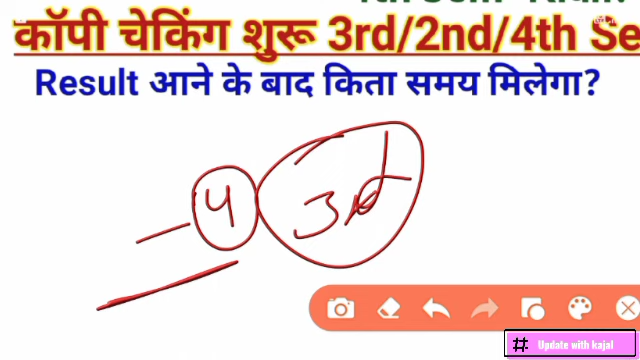 कॉपी चेकिंग शुरू 3rd/2nd/4th Se
Result आने के बाद किता समय मिलेगा?
4 3rd
# Update with kajal